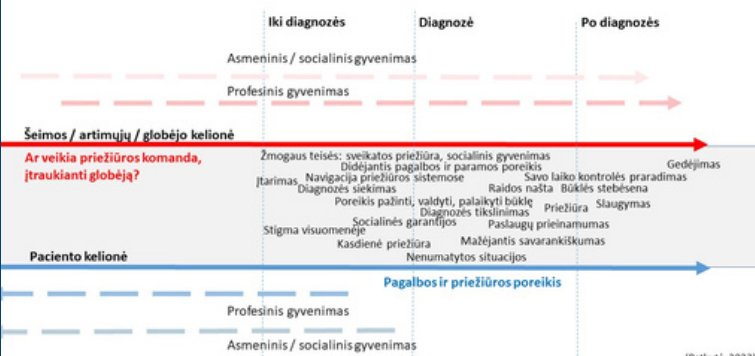 Iki diagnozės
Diagnozė
Po diagnozės
Asmeninis / socialinis gyvenimas
Profesinis gyvenimas
Šeimos / artimųjų / globėjo kelionė
Ar veikia priežiūros komanda,
įtraukianti globėją?
Žmogaus teisės: sveikatos priežiūra, socialinis gyvenimas
Didėjantis pagalbos ir paramos poreikis
Gedėjimas
Įtarimas
Navigacija priežiūros sistemose
Savo laiko kontrolės praradimas
Diagnozės siekimas
Raidos našta
Būklės stebėsena
Poreikis pažinti, valdyti, palaikyti būklę
Priežiūra
Slaugymas
Diagnozės tikslinimas
Socialinės garantijos
Paslaugų prieinamumas
Stigma visuomenėje
Kasdienė priežiūra
Mažėjantis savarankiškumas
Nenumatytos situacijos
Paciento kelionė
Pagalbos ir priežiūros poreikis
Profesinis gyvenimas
Asmeninis / socialinis gyvenimas